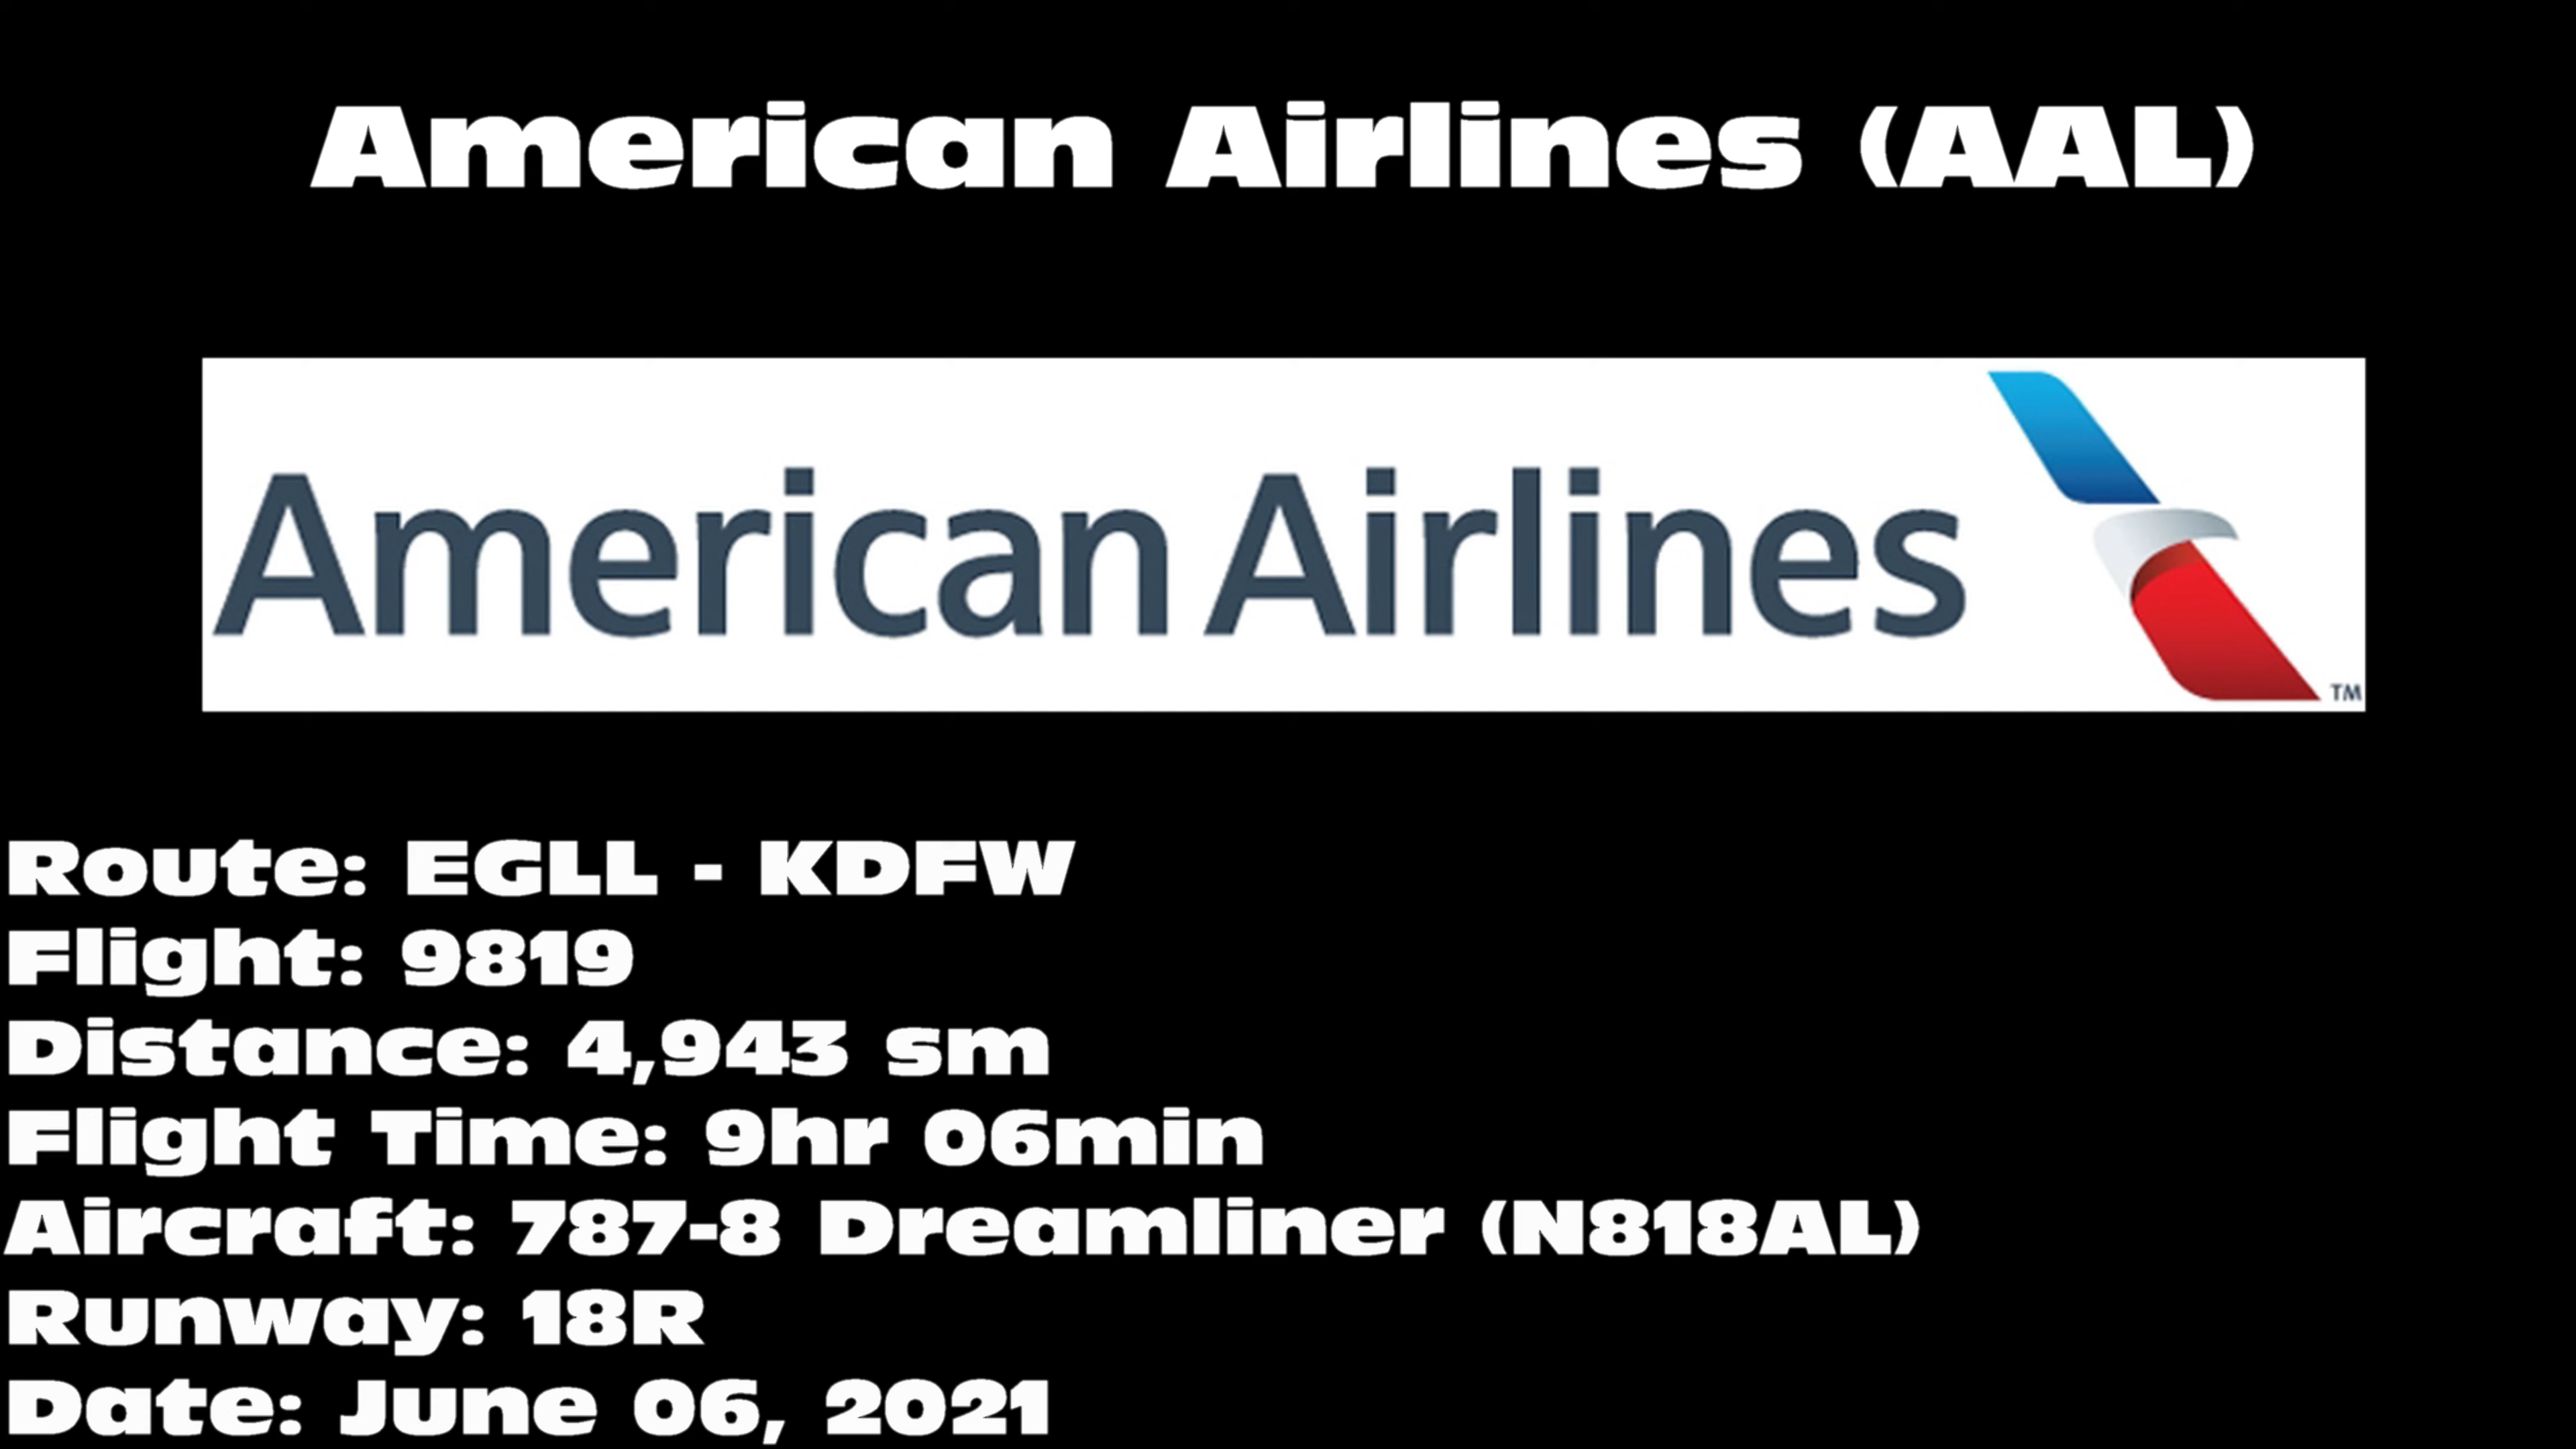 American Airlines (AAL)
American Airlines
TM
Route: EGLL - KDFW
Flight: 9819
Distance: 4,943 sm
Flight Time: 9hr 06min
Aircraft: 787-8 Dreamliner (N818AL)
Runway: 18R
Date: June 06, 2021